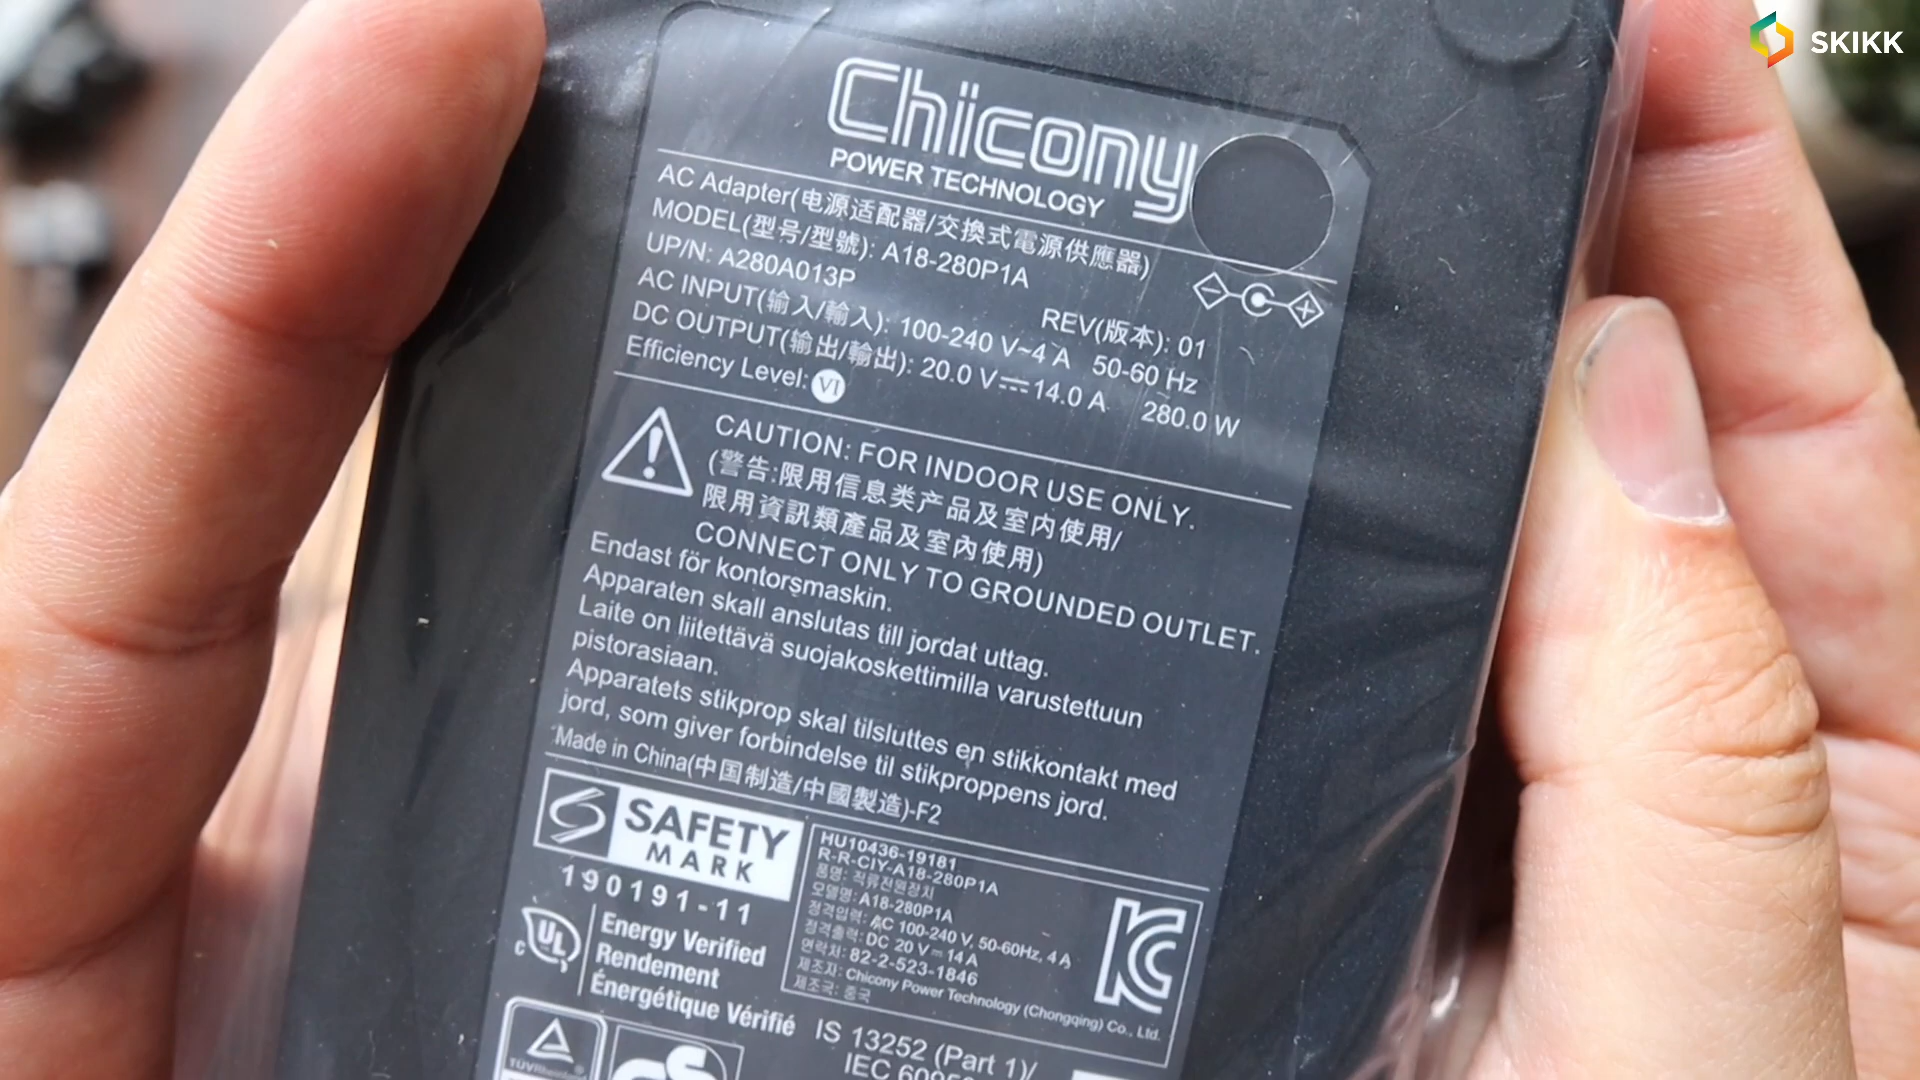 SKIKK
Chicony
POWER TECHNOLOGY
AC Adapter(电源适配器/交換式電源供應器)
MODEL(型号/型號): A18-280P1A
UP/N: A280A013P
REV(版本): 01
AC INPUT(输入/輸入): 100-240 V~4 A 50-60 Hz
DC OUTPUT(输出/輸出): 20.0 V⎓14.0 A 280.0 W
Efficiency Level: VI
CAUTION: FOR INDOOR USE ONLY.
(警告:限用信息类产品及室内使用/
限用資訊類產品及室內使用)
CONNECT ONLY TO GROUNDED OUTLET.
Endast för kontorsmaskin.
Apparaten skall anslutas till jordat uttag.
Laite on liitettävä suojakoskettimilla varustettuun
pistorasiaan.
Apparatets stikprop skal tilsluttes en stikkontakt med
jord, som giver forbindelse til stikproppens jord.
Made in China(中国制造/中國製造)-F2
SAFETY
MARK
190191-11
HU10436-19181
R-R-CIY-A18-280P1A
품명: 직류전원장치
모델명: A18-280P1A
정격입력: AC 100-240 V, 50-60Hz, 4 A
정격출력: DC 20 V⎓14 A
연락처: 82-2-523-1846
제조자: Chicony Power Technology (Chongqing) Co., Ltd.
제조국: 중국
C UL
Energy Verified
Rendement
Énergétique Vérifié
TÜVRheinland
IS 13252 (Part 1)/
IEC